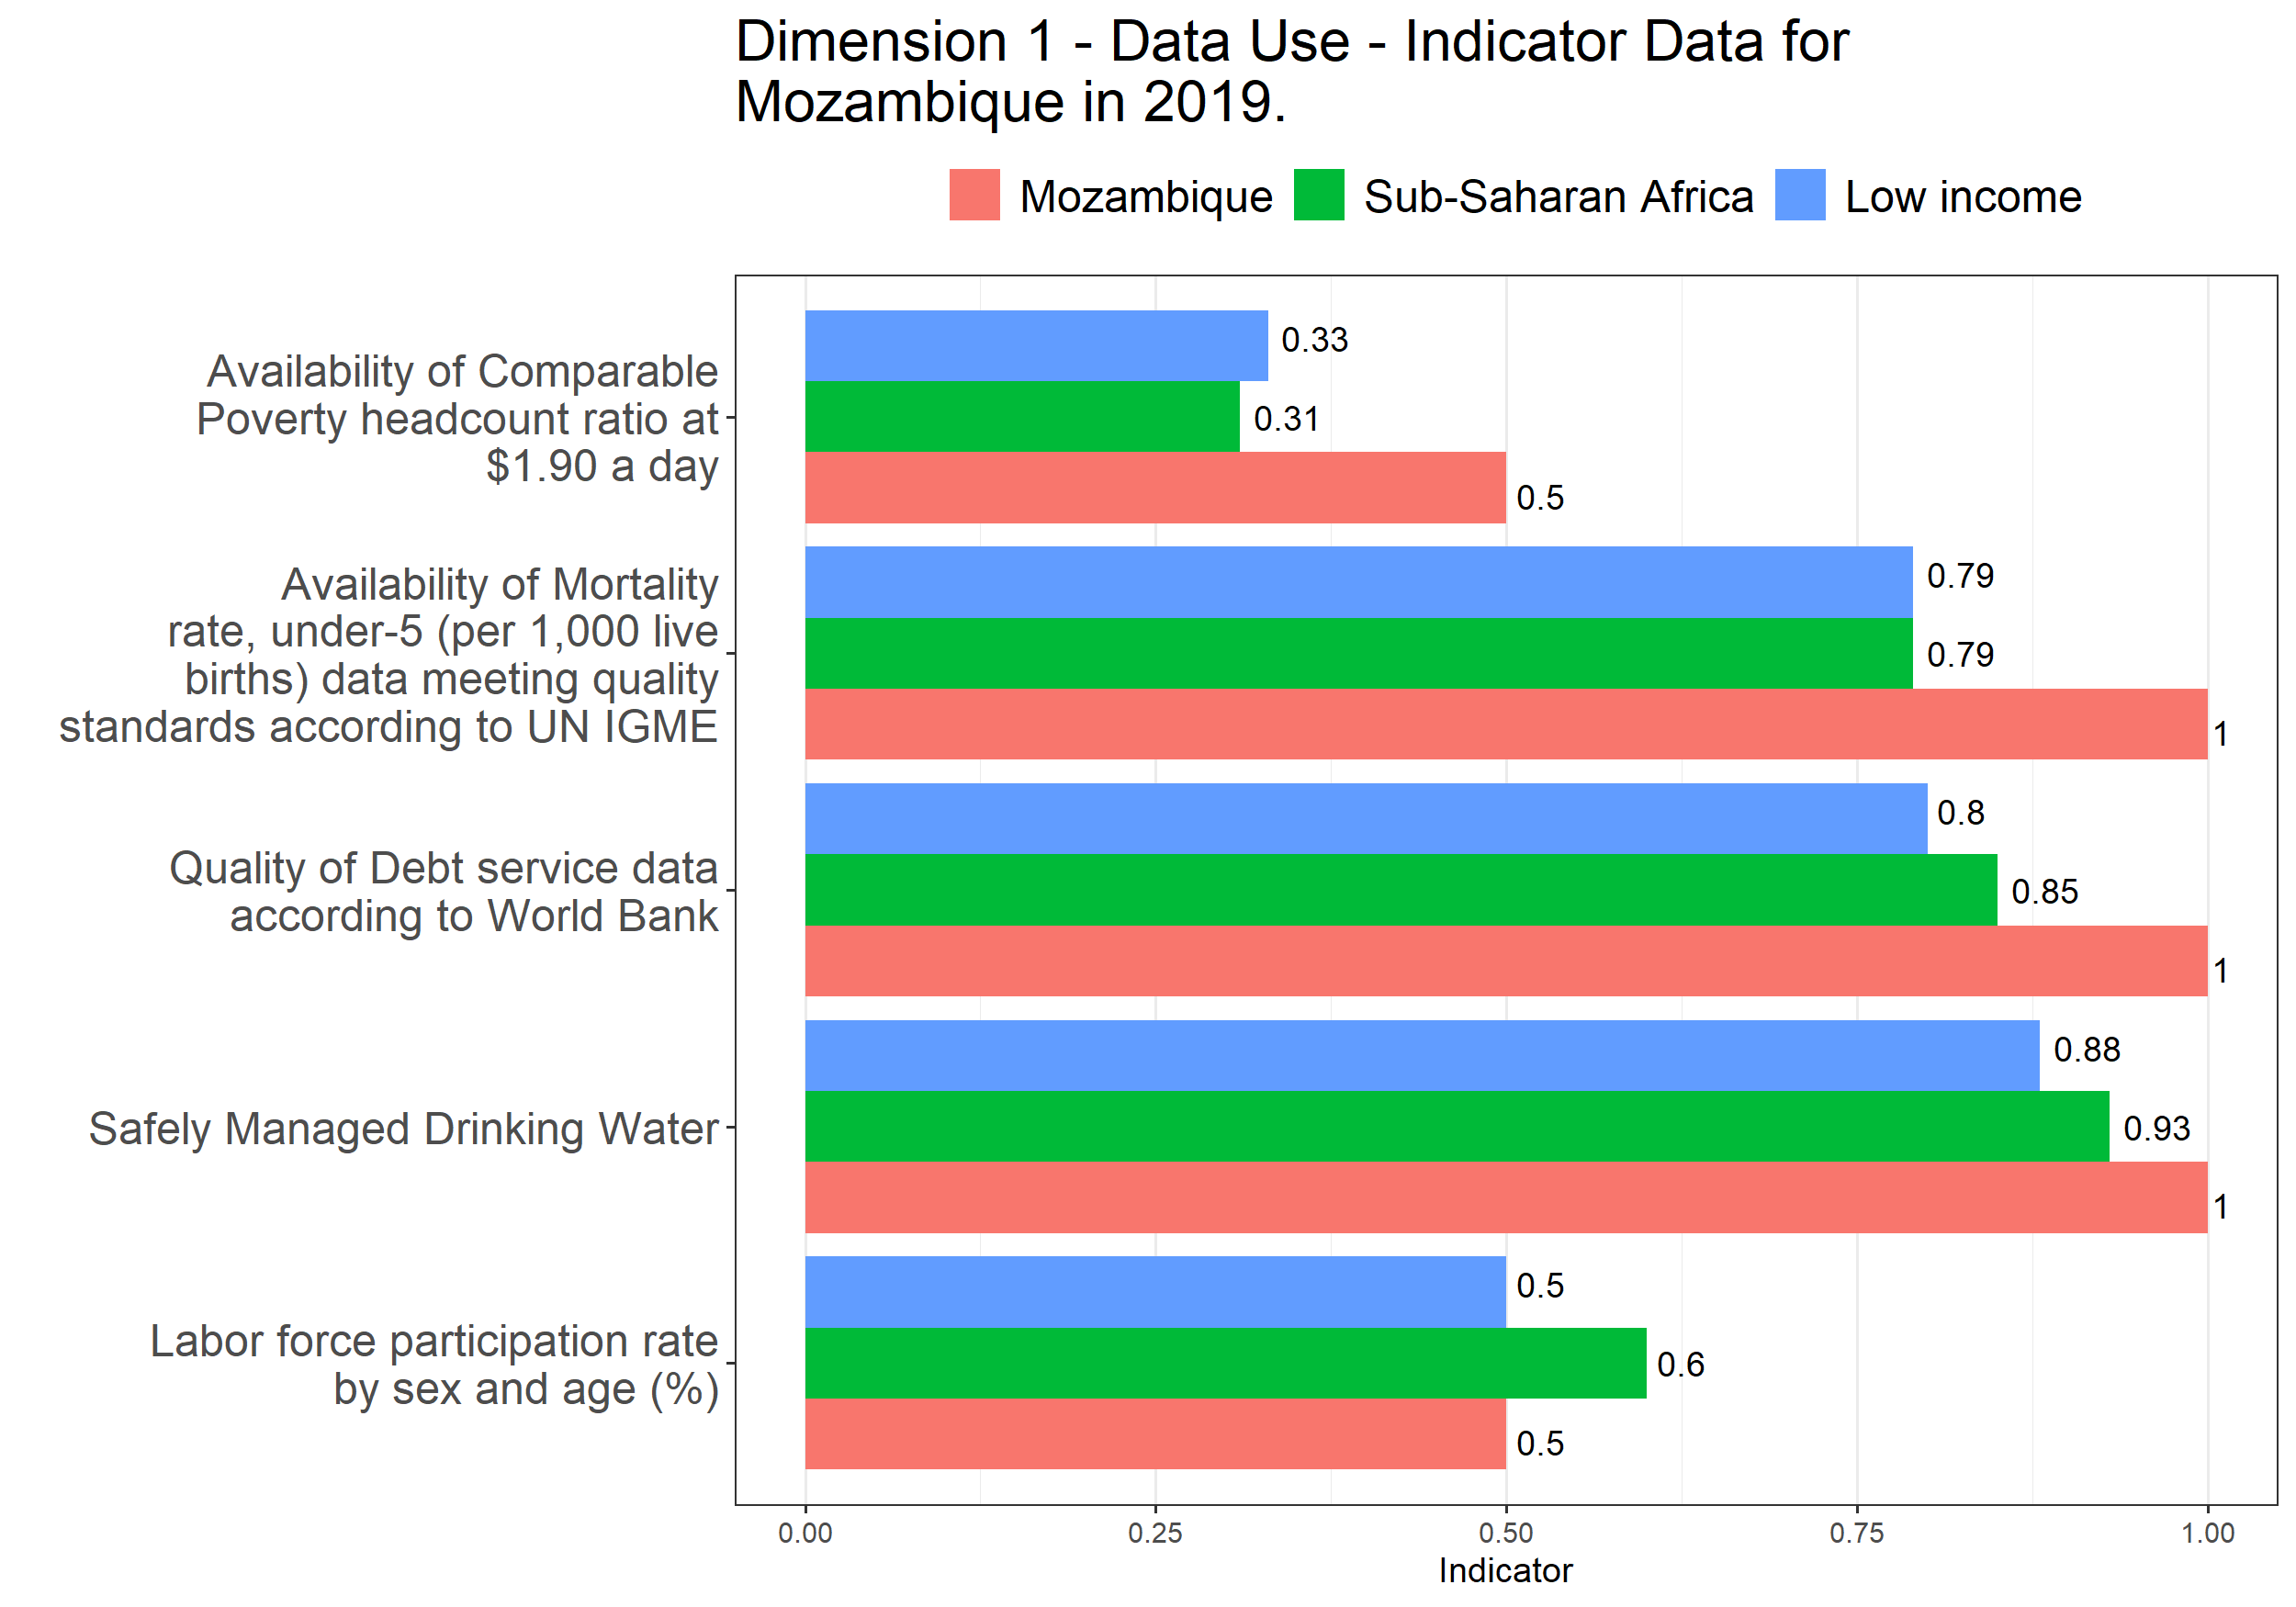 Dimension 1 - Data Use - Indicator Data for
Mozambique in 2019.
Mozambique Sub-Saharan Africa Low income
Availability of Comparable
Poverty headcount ratio at
$1.90 a day
0.33
0.31
0.5
Availability of Mortality
rate, under-5 (per 1,000 live
births) data meeting quality
standards according to UN IGME
0.79
0.79
1
Quality of Debt service data
according to World Bank
0.8
0.85
1
Safely Managed Drinking Water
0.88
0.93
1
Labor force participation rate
by sex and age (%)
0.5
0.6
0.5
0.00 0.25 0.50 0.75 1.00
Indicator